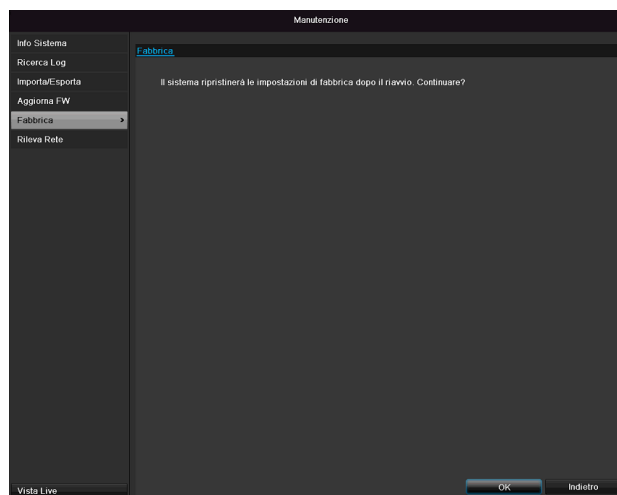 Manutenzione
Info Sistema
Ricerca Log
Importa/Esporta
Aggiorna FW
Fabbrica >
Rileva Rete
Vista Live
Fabbrica
Il sistema ripristinerà le impostazioni di fabbrica dopo il riavvio. Continuare?
OK
Indietro